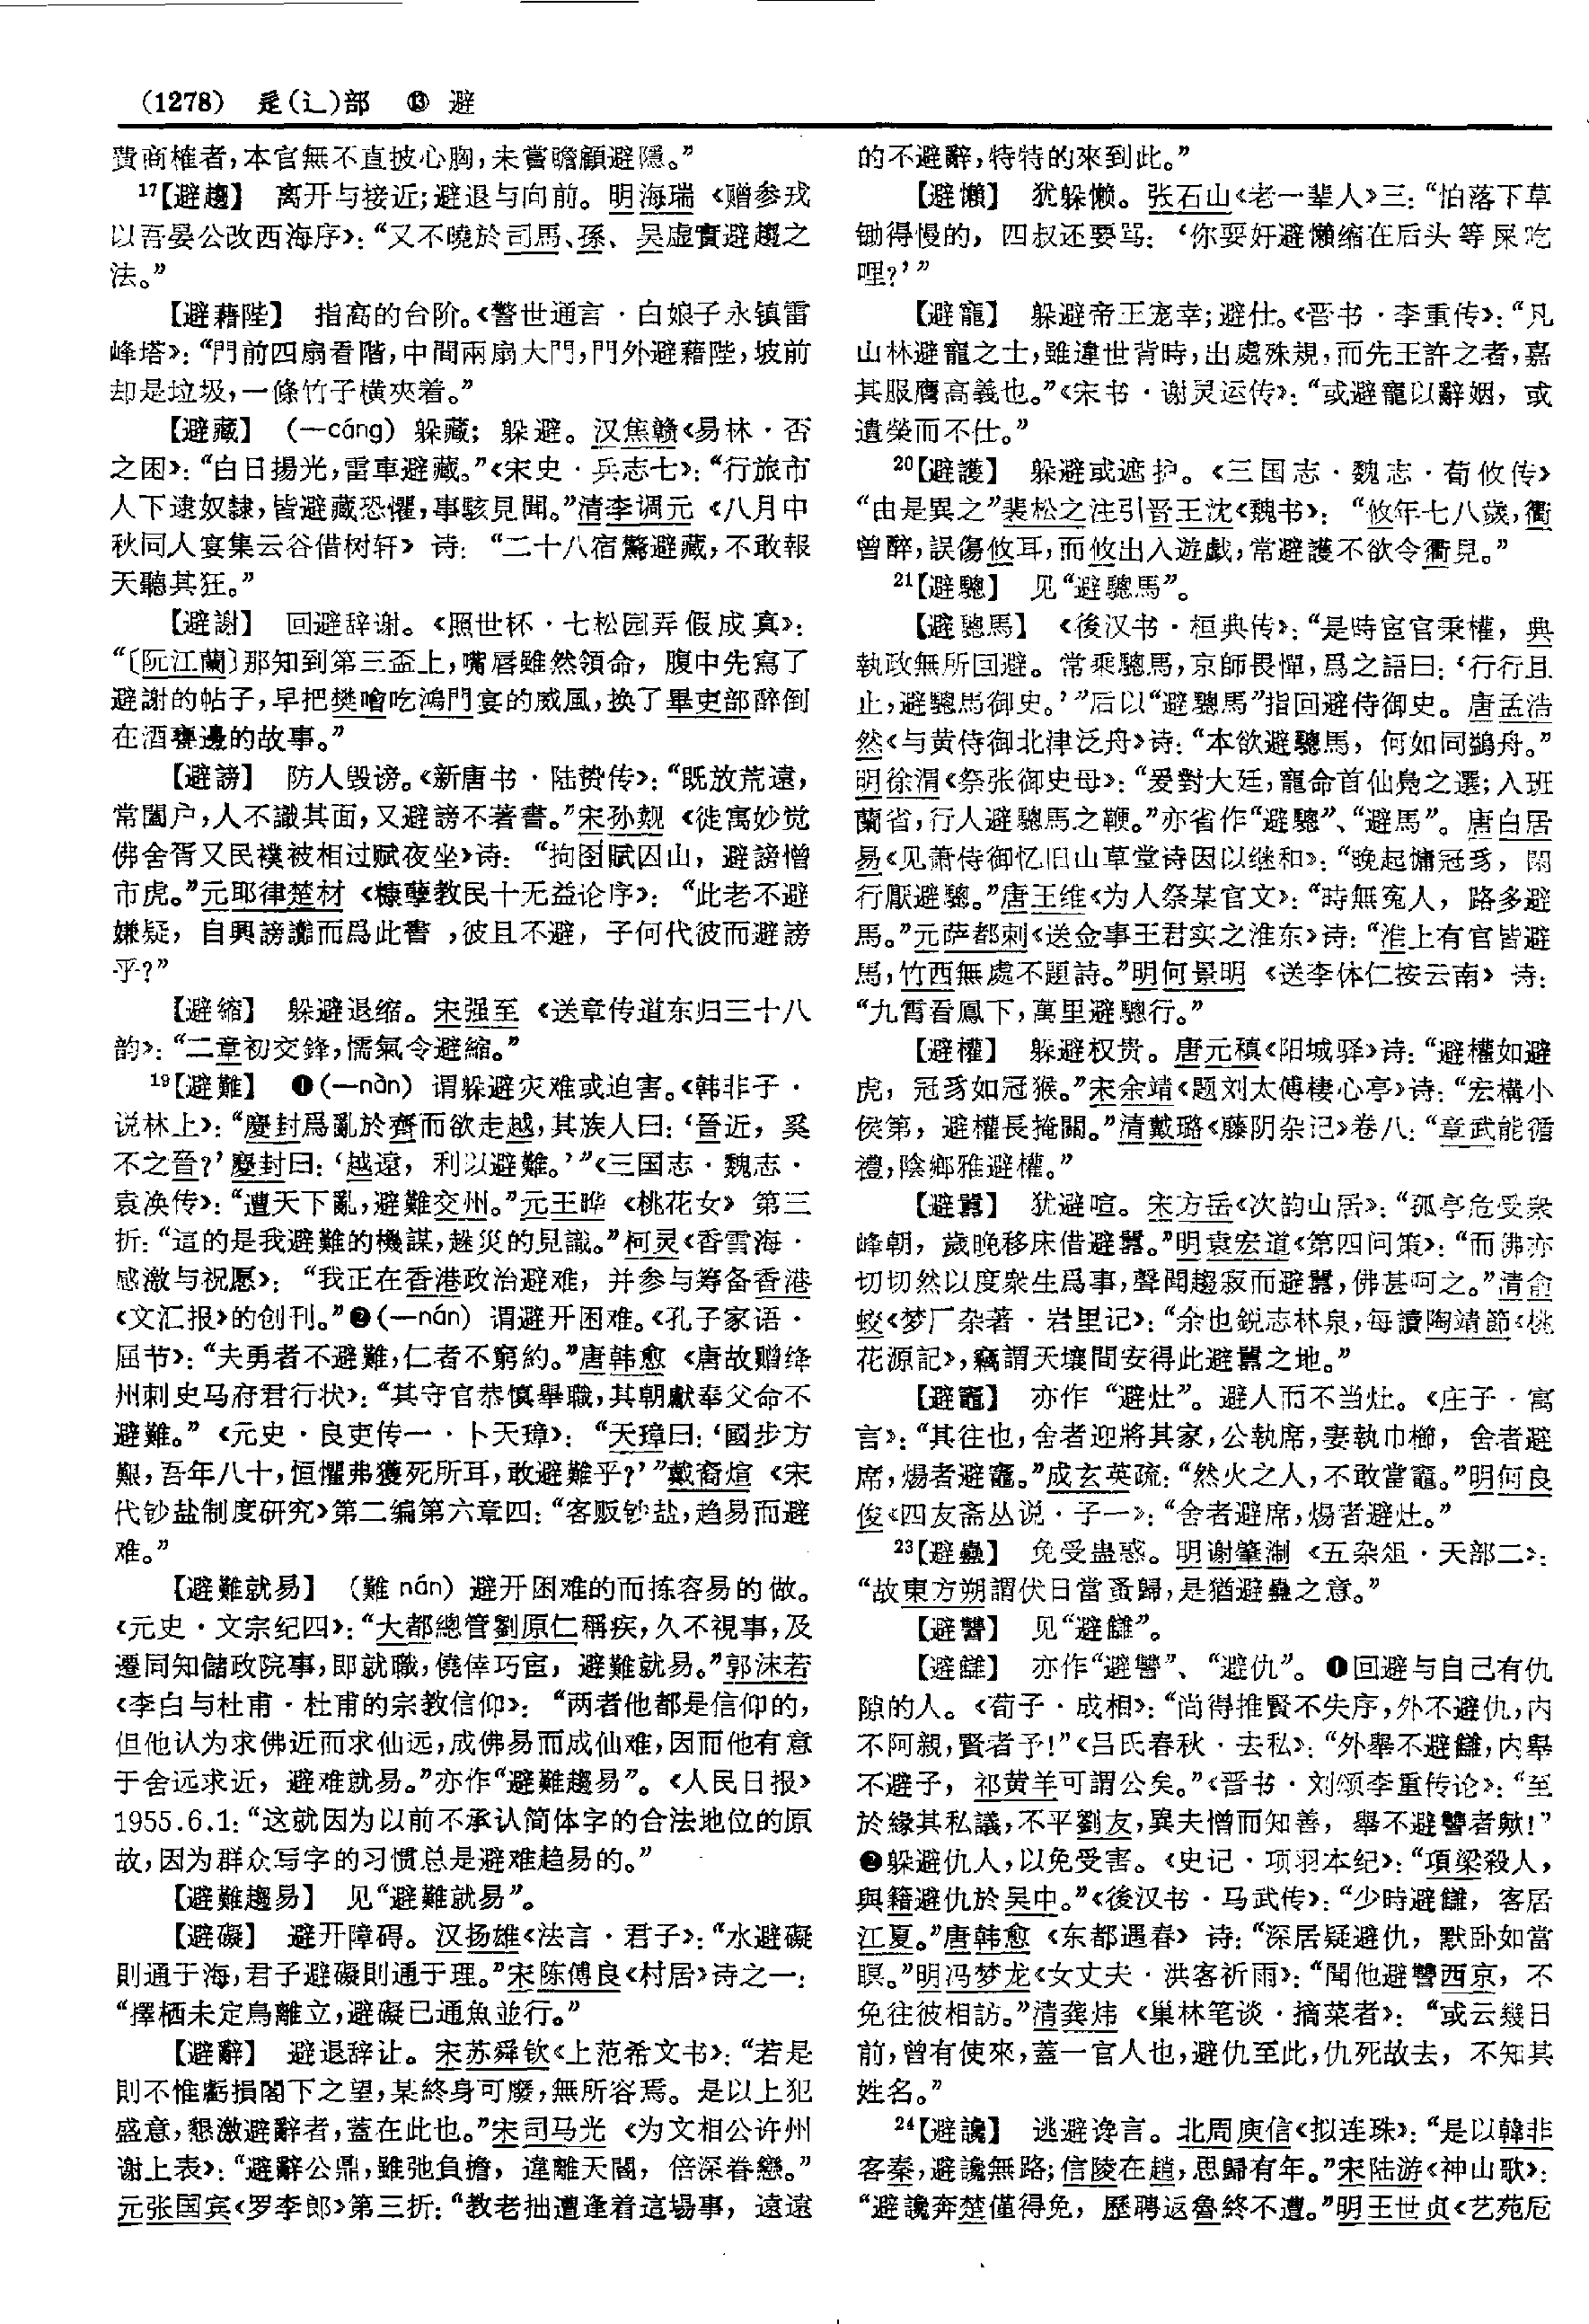 (1278) 辵(辶)部 ⓭ 避
費商榷者,本官無不直披心胸,未嘗瞻顧避隱。”
17【避趨】 离开与接近;避退与向前。明海瑞《赠参戎
以吾晏公改西海序》:“又不曉於司馬、孫、吴虚實避趨之
法。”
【避藉陛】 指高的台阶。《警世通言·白娘子永镇雷
峰塔》:“門前四扇看階,中間兩扇大門,門外避藉陛,坡前
却是垃圾,一條竹子横夾着。”
【避藏】 (—cáng)躲藏;躲避。汉焦赣《易林·否
之困》:“白日揚光,雷車避藏。”《宋史·兵志七》:“行旅市
人下逮奴隸,皆避藏恐懼,事駭見聞。”清李调元《八月中
秋同人宴集云谷借树轩》诗:“二十八宿驚避藏,不敢報
天聽其狂。”
【避謝】 回避辞谢。《照世杯·七松园弄假成真》:
“〔阮江蘭〕那知到第三盃上,嘴唇雖然領命,腹中先寫了
避謝的帖子,早把樊噲吃鴻門宴的威風,换了畢吏部醉倒
在酒甕邊的故事。”
【避謗】 防人毁谤。《新唐书·陆贽传》:“既放荒遠,
常闔户,人不識其面,又避謗不著書。”宋孙觌《徙寓妙觉
佛舍胥又民襆被相过赋夜坐》诗:“拘囹賦囚山,避謗憎
市虎。”元耶律楚材《糠孽教民十无益论序》:“此老不避
嫌疑,自興謗讟而爲此書,彼且不避,子何代彼而避謗
乎?”
【避縮】 躲避退缩。宋强至《送章传道东归三十八
韵》:“二章初交鋒,懦氣令避縮。”
19【避難】 ❶(—nàn)谓躲避灾难或迫害。《韩非子·
说林上》:“慶封爲亂於齊而欲走越,其族人曰:‘晉近,奚
不之晉?’慶封曰:‘越遠,利以避難。’”《三国志·魏志·
袁涣传》:“遭天下亂,避難交州。”元王晔《桃花女》第三
折:“這的是我避難的機謀,趓災的見識。”柯灵《香雪海·
感激与祝愿》:“我正在香港政治避难,并参与筹备香港
《文汇报》的创刊。”❷(—nán)谓避开困难。《孔子家语·
屈节》:“夫勇者不避難,仁者不窮約。”唐韩愈《唐故赠绛
州刺史马府君行状》:“其守官恭慎舉職,其朝獻奉父命不
避難。”《元史·良吏传一·卜天璋》:“天璋曰:‘國步方
艱,吾年八十,恒懼弗獲死所耳,敢避難乎?’”戴裔煊《宋
代钞盐制度研究》第二编第六章四:“客贩钞盐,趋易而避
难。”
【避難就易】 (難nán)避开困难的而拣容易的做。
《元史·文宗纪四》:“大都總管劉原仁稱疾,久不視事,及
遷同知儲政院事,即就職,僥倖巧宦,避難就易。”郭沫若
《李白与杜甫·杜甫的宗教信仰》:“两者他都是信仰的,
但他认为求佛近而求仙远,成佛易而成仙难,因而他有意
于舍远求近,避难就易。”亦作“避難趨易”。《人民日报》
1955.6.1:“这就因为以前不承认简体字的合法地位的原
故,因为群众写字的习惯总是避难趋易的。”
【避難趨易】 见“避難就易”。
【避礙】 避开障碍。汉扬雄《法言·君子》:“水避礙
則通于海,君子避礙則通于理。”宋陈傅良《村居》诗之一:
“擇栖未定鳥離立,避礙已通魚並行。”
【避辭】 避退辞让。宋苏舜钦《上范希文书》:“若是
則不惟虧損閣下之望,某終身可廢,無所容焉。是以上犯
盛意,懇激避辭者,蓋在此也。”宋司马光《为文相公许州
谢上表》:“避辭公鼎,雖弛負擔,違離天闕,倍深眷戀。”
元张国宾《罗李郎》第三折:“教老拙遭逢着這場事,遠遠
的不避辭,特特的來到此。”
【避懶】 犹躲懒。张石山《老一辈人》三:“怕落下草
锄得慢的,四叔还要骂:‘你耍奸避懒缩在后头等屎吃
哩?’”
【避寵】 躲避帝王宠幸;避仕。《晋书·李重传》:“凡
山林避寵之士,雖違世背時,出處殊規,而先王許之者,嘉
其服膺高義也。”《宋书·谢灵运传》:“或避寵以辭姻,或
遺榮而不仕。”
20【避護】 躲避或遮护。《三国志·魏志·荀攸传》
“由是異之”裴松之注引晋王沈《魏书》:“攸年七八歲,衢
曾醉,誤傷攸耳,而攸出入遊戲,常避護不欲令衢見。”
21【避驄】 见“避驄馬”。
【避驄馬】 《後汉书·桓典传》:“是時宦官秉權,典
執政無所回避。常乘驄馬,京師畏憚,爲之語曰:‘行行且
止,避驄馬御史。’”后以“避驄馬”指回避侍御史。唐孟浩
然《与黄侍御北津泛舟》诗:“本欲避驄馬,何如同鷁舟。”
明徐渭《祭张御史母》:“爰對大廷,寵命首仙凫之選;入班
蘭省,行人避驄馬之鞭。”亦省作“避驄”、“避馬”。唐白居
易《见萧侍御忆旧山草堂诗因以继和》:“晚起慵冠豸,閑
行厭避驄。”唐王维《为人祭某官文》:“時無冤人,路多避
馬。”元萨都刺《送佥事王君实之淮东》诗:“淮上有官皆避
馬,竹西無處不題詩。”明何景明《送李体仁按云南》诗:
“九霄看鳳下,萬里避驄行。”
【避權】 躲避权贵。唐元稹《阳城驿》诗:“避權如避
虎,冠豸如冠猴。”宋余靖《题刘太傅棲心亭》诗:“宏構小
侯第,避權長掩關。”清戴璐《藤阴杂记》卷八:“章武能循
禮,陰鄉雅避權。”
【避囂】 犹避喧。宋方岳《次韵山居》:“孤亭危受衆
峰朝,歲晚移床借避囂。”明袁宏道《第四问策》:“而佛亦
切切然以度衆生爲事,聲聞趨寂而避囂,佛甚呵之。”清俞
蛟《梦厂杂著·岩里记》:“余也鋭志林泉,每讀陶靖節《桃
花源記》,竊謂天壤間安得此避囂之地。”
【避竈】 亦作“避灶”。避人而不当灶。《庄子·寓
言》:“其往也,舍者迎將其家,公執席,妻執巾櫛,舍者避
席,煬者避竈。”成玄英疏:“然火之人,不敢當竈。”明何良
俊《四友斋丛说·子一》:“舍者避席,煬者避灶。”
23【避蠱】 免受蛊惑。明谢肇淛《五杂俎·天部二》:
“故東方朔謂伏日當蚤歸,是猶避蠱之意。”
【避讐】 见“避讎”。
【避讎】 亦作“避讐”、“避仇”。❶回避与自己有仇
隙的人。《荀子·成相》:“尚得推賢不失序,外不避仇,内
不阿親,賢者予!”《吕氏春秋·去私》:“外舉不避讎,内舉
不避子,祁黄羊可謂公矣。”《晋书·刘颂李重传论》:“至
於緣其私議,不平劉友,異夫憎而知善,舉不避讐者歟!”
❷躲避仇人,以免受害。《史记·项羽本纪》:“項梁殺人,
與籍避仇於吴中。”《後汉书·马武传》:“少時避讎,客居
江夏。”唐韩愈《东都遇春》诗:“深居疑避仇,默卧如當
暝。”明冯梦龙《女丈夫·洪客祈雨》:“聞他避讐西京,不
免往彼相訪。”清龚炜《巢林笔谈·摘菜者》:“或云幾日
前,曾有使來,蓋一官人也,避仇至此,仇死故去,不知其
姓名。”
24【避讒】 逃避谗言。北周庾信《拟连珠》:“是以韓非
客秦,避讒無路;信陵在趙,思歸有年。”宋陆游《神山歌》:
“避讒奔楚僅得免,歷聘返魯終不遭。”明王世贞《艺苑卮